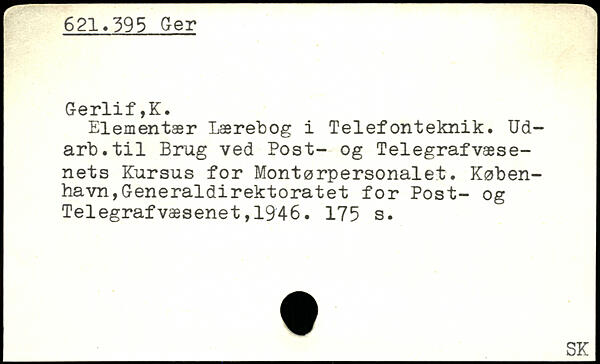 621.395 Ger
Gerlif,K.
Elementær Lærebog i Telefonteknik. Ud-
arb.til Brug ved Post- og Telegrafvæse-
nets Kursus for Montørpersonalet. Køben-
havn,Generaldirektoratet for Post- og
Telegrafvæsenet,1946. 175 s.
SK